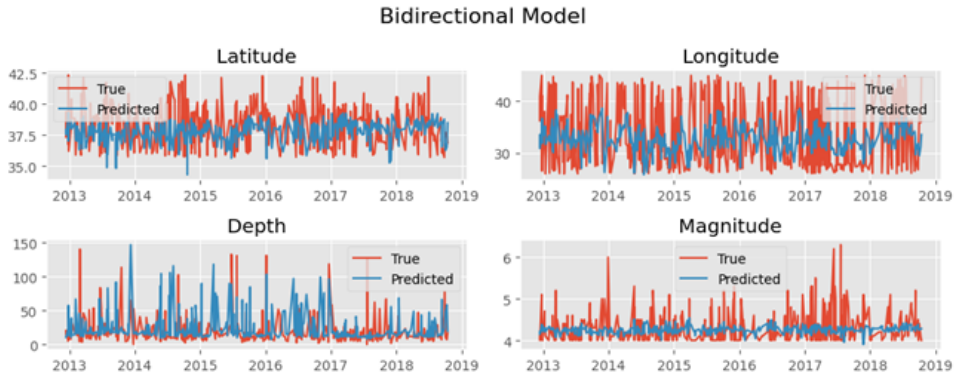 Bidirectional Model
Latitude
42.5
40.0
37.5
35.0
True
Predicted
2013 2014 2015 2016 2017 2018 2019
Longitude
40
30
True
Predicted
2013 2014 2015 2016 2017 2018 2019
Depth
150
100
50
0
True
Predicted
2013 2014 2015 2016 2017 2018 2019
Magnitude
6
5
4
True
Predicted
2013 2014 2015 2016 2017 2018 2019